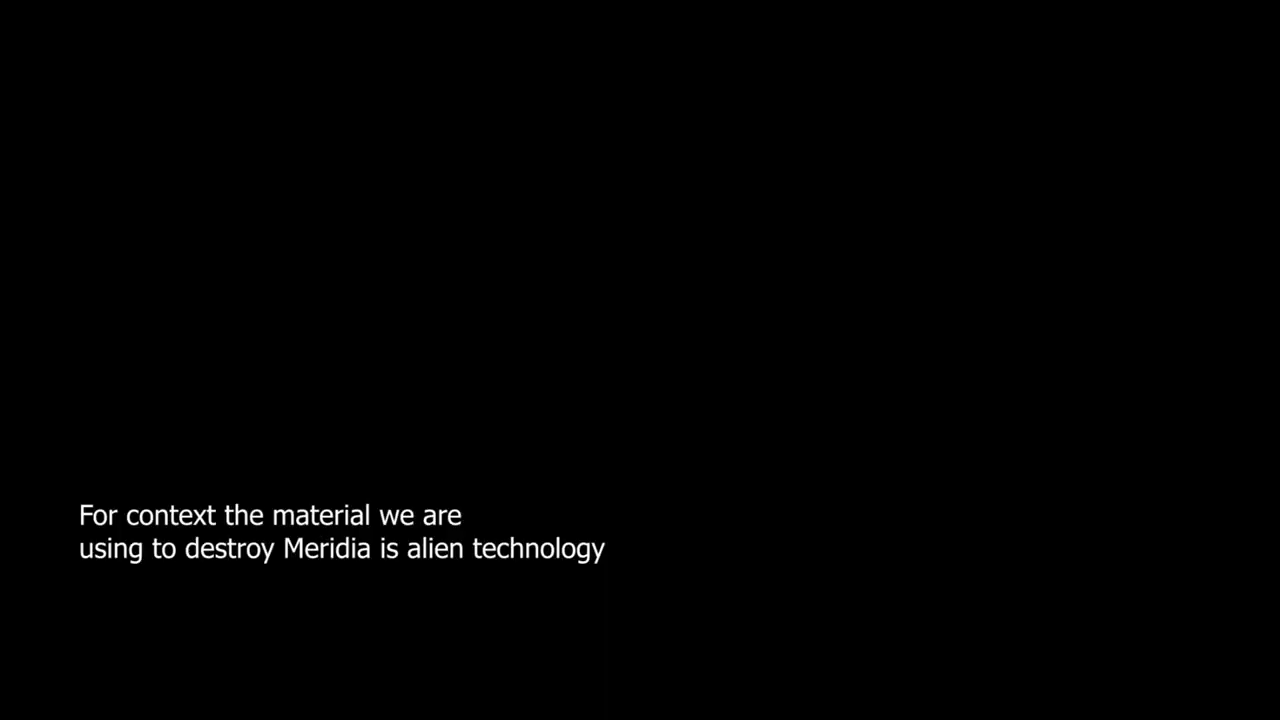 For context the material we are
using to destroy Meridia is alien technology